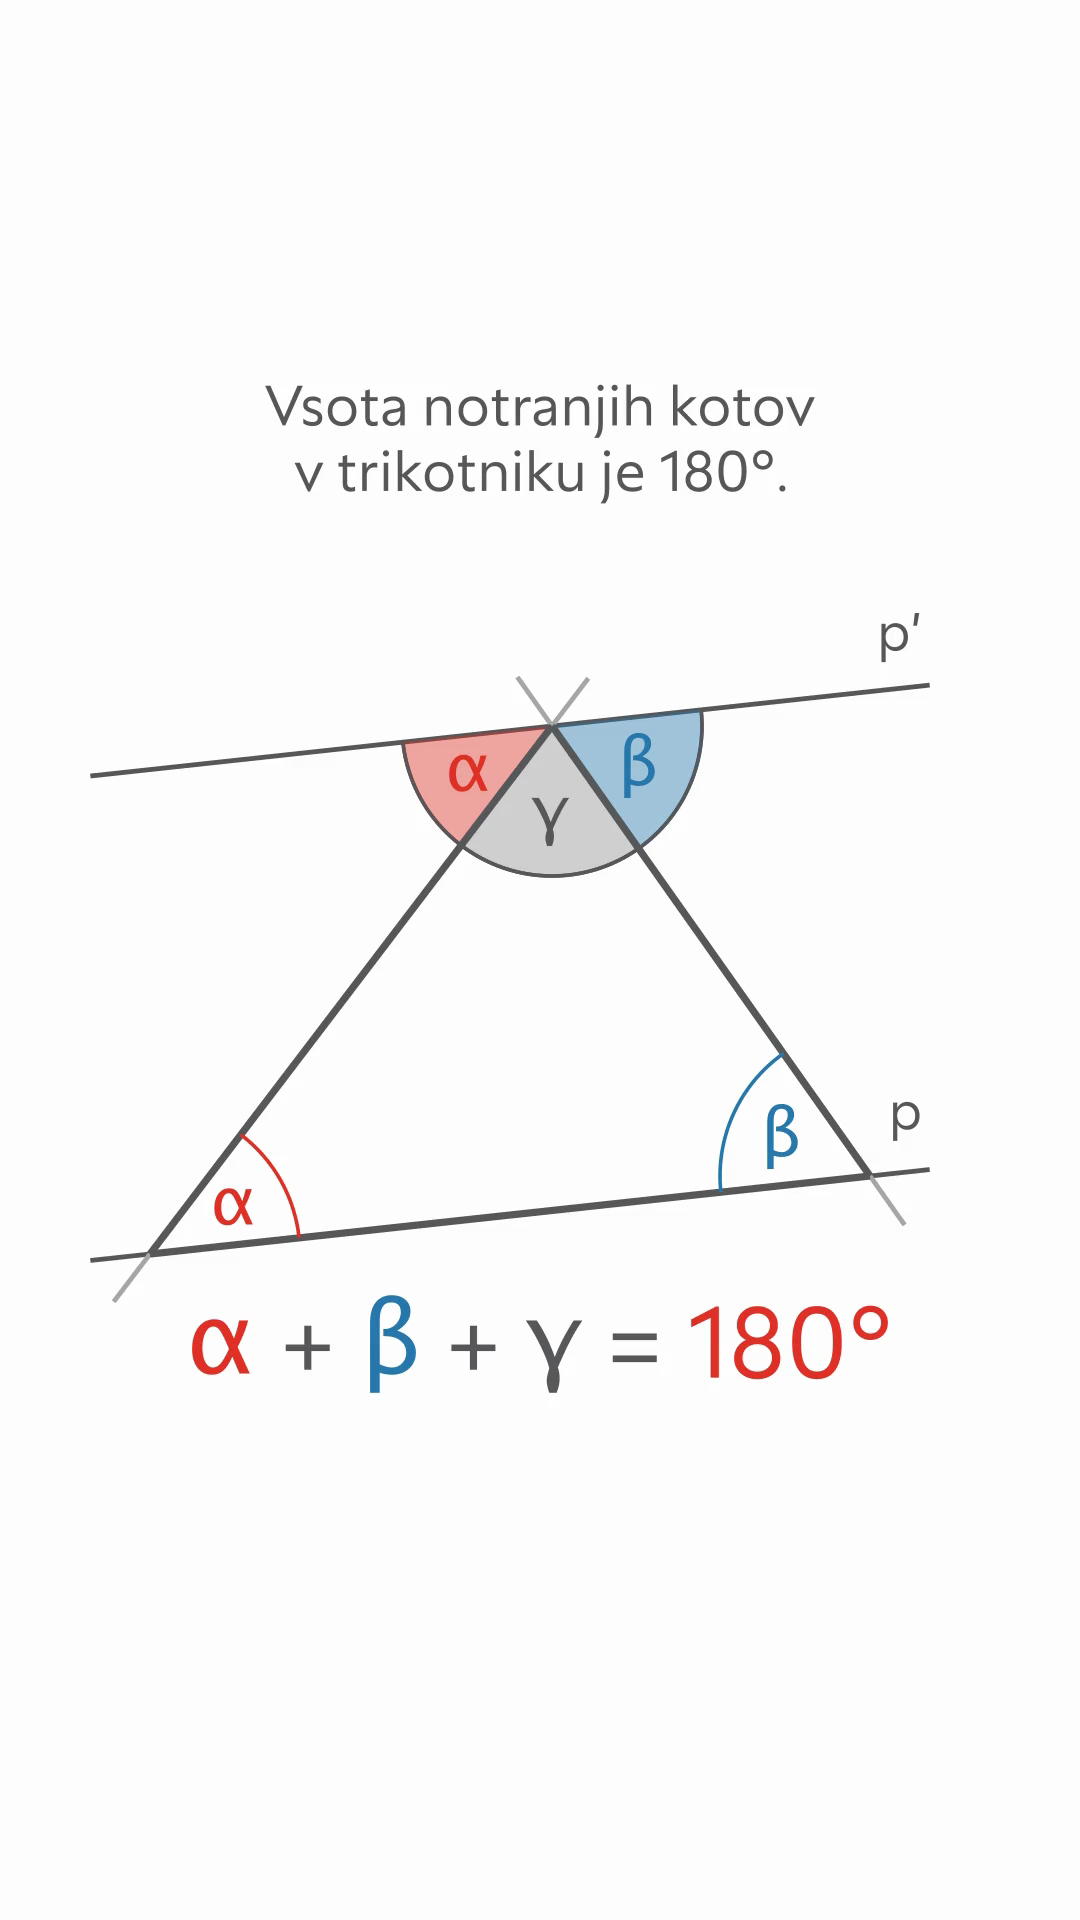 Vsota notranjih kotov
v trikotniku je 180°.
p'
α
β
γ
β
p
α
α + β + γ = 180°